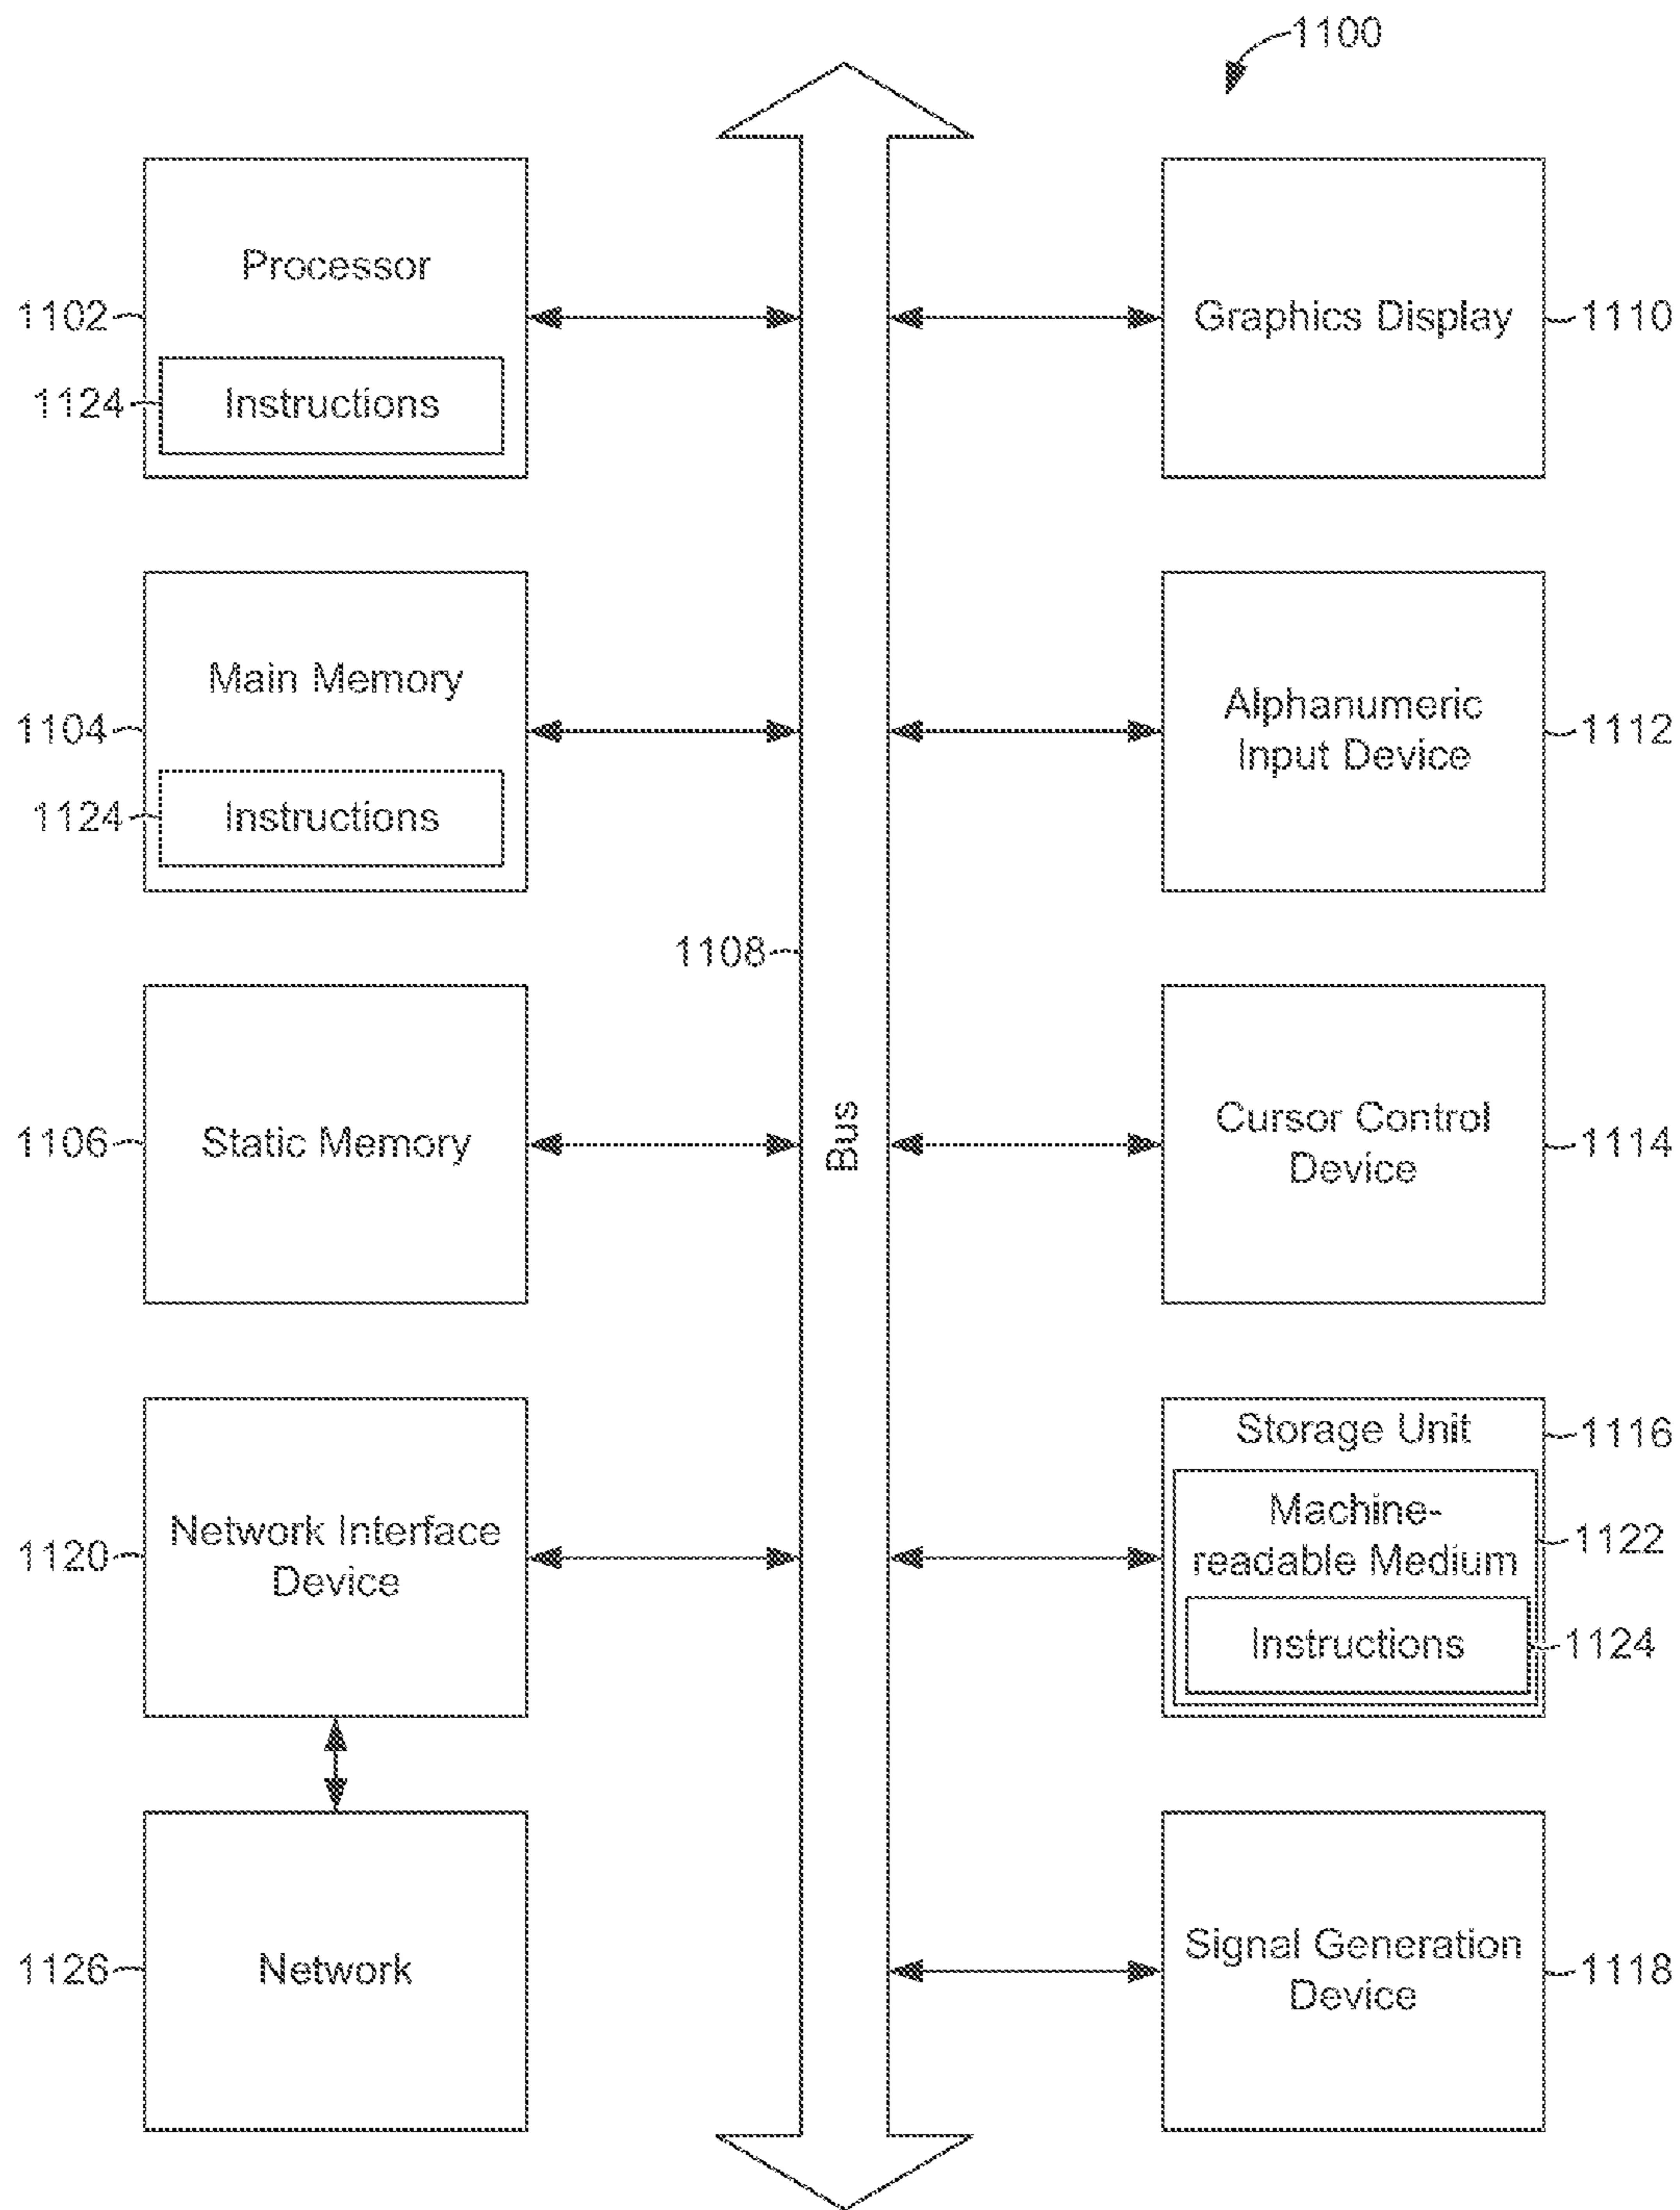 1100
Processor
1102
1124
Instructions
Graphics Display
1110
Main Memory
1104
1124
Instructions
Alphanumeric
Input Device
1112
1108
Bus
Static Memory
1106
Cursor Control
Device
1114
Network Interface
Device
1120
Storage Unit
1116
Machine-
readable Medium
1122
Instructions
1124
Network
1126
Signal Generation
Device
1118